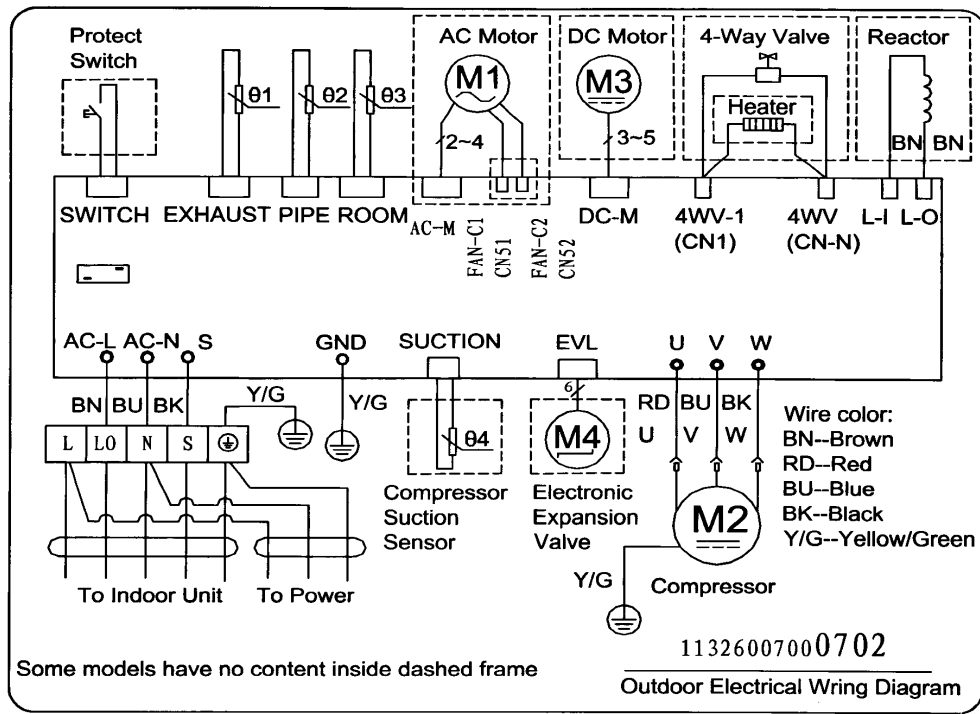 Protect
Switch
θ1
θ2
θ3
AC Motor
M1
2~4
DC Motor
M3
3~5
4-Way Valve
Heater
Reactor
BN BN
SWITCH
EXHAUST PIPE ROOM
AC-M
FAN-C1
CN51
FAN-C2
CN52
DC-M
4WV-1
(CN1)
4WV
(CN-N)
L-I L-O
AC-L AC-N S
GND
SUCTION
EVL
U V W
BN BU BK
Y/G
Y/G
L LO N S
θ4
Compressor
Suction
Sensor
6
M4
Electronic
Expansion
Valve
RD BU BK
U V W
M2
Compressor
Y/G
Wire color:
BN--Brown
RD--Red
BU--Blue
BK--Black
Y/G--Yellow/Green
To Indoor Unit
To Power
Some models have no content inside dashed frame
11326007000702
Outdoor Electrical Wring Diagram